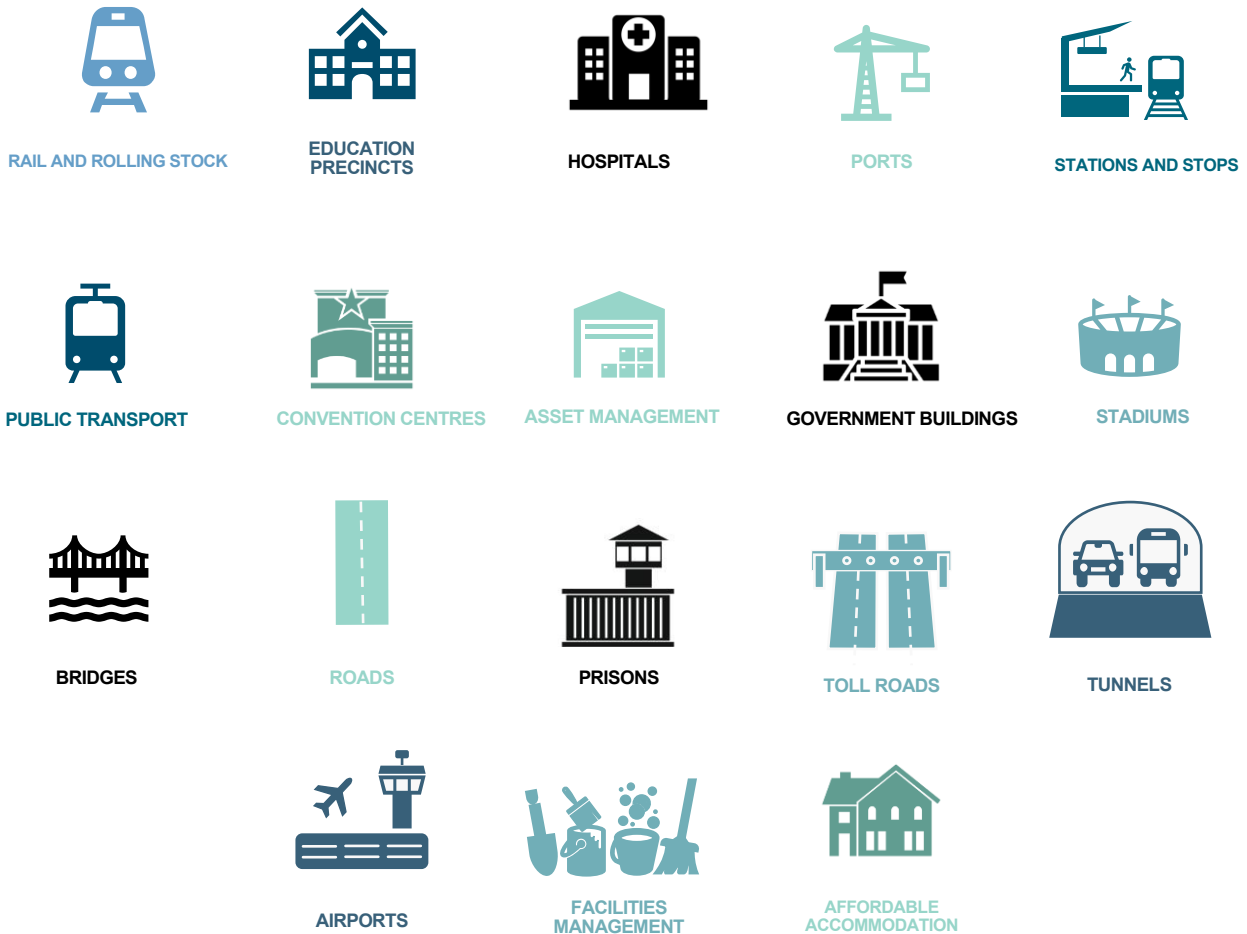 RAIL AND ROLLING STOCK
EDUCATION
PRECINCTS
HOSPITALS
PORTS
STATIONS AND STOPS
PUBLIC TRANSPORT
CONVENTION CENTRES
ASSET MANAGEMENT
GOVERNMENT BUILDINGS
STADIUMS
BRIDGES
ROADS
PRISONS
TOLL ROADS
TUNNELS
AIRPORTS
FACILITIES
MANAGEMENT
AFFORDABLE
ACCOMMODATION